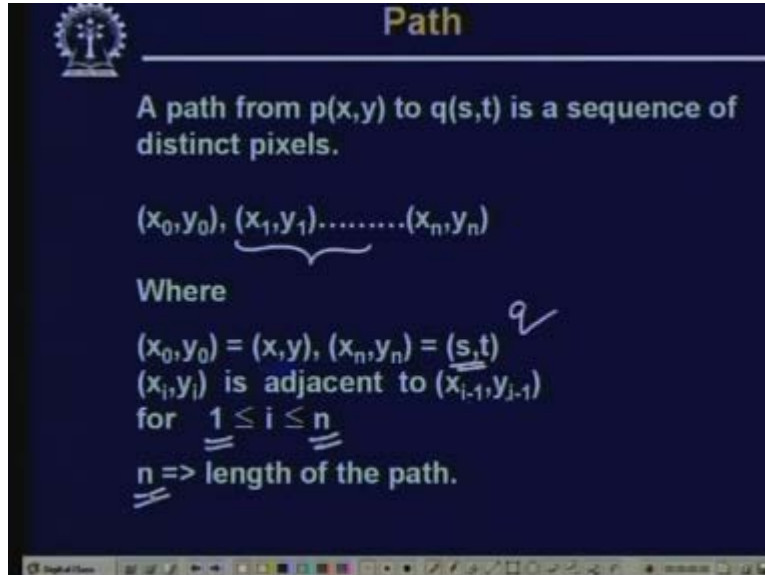 Path
A path from p(x,y) to q(s,t) is a sequence of
distinct pixels.
(x₀,y₀), (x₁,y₁)..........(xₙ,yₙ)
Where
q
(x₀,y₀) = (x,y), (xₙ,yₙ) = (s,t)
(xᵢ,yᵢ) is adjacent to (xᵢ₋₁,yᵢ₋₁)
for 1 ≤ i ≤ n
n => length of the path.